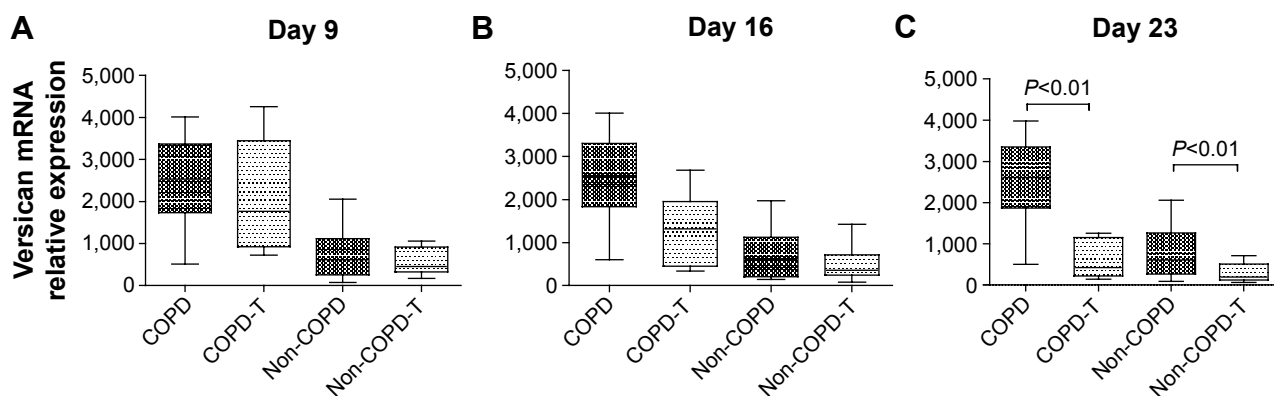 A
Day 9
Versican mRNA
relative expression
5,000
4,000
3,000
2,000
1,000
0
COPD
COPD-T
Non-COPD
Non-COPD-T
B
Day 16
5,000
4,000
3,000
2,000
1,000
0
COPD
COPD-T
Non-COPD
Non-COPD-T
C
Day 23
5,000
4,000
3,000
2,000
1,000
0
P<0.01
P<0.01
COPD
COPD-T
Non-COPD
Non-COPD-T